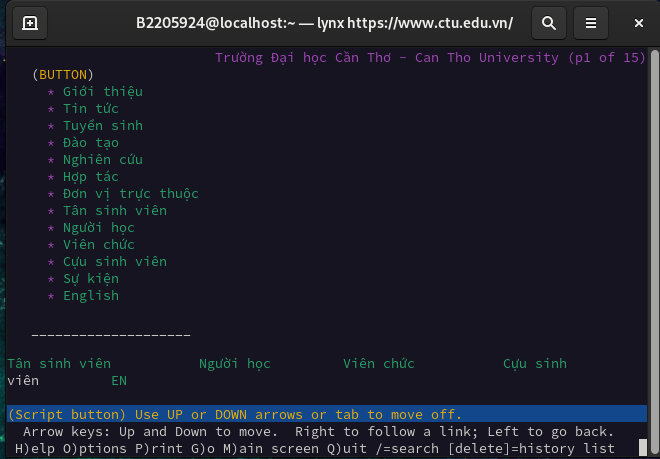 B2205924@localhost:~ — lynx https://www.ctu.edu.vn/
Trường Đại học Cần Thơ - Can Tho University (p1 of 15)
(BUTTON)
* Giới thiệu
* Tin tức
* Tuyển sinh
* Đào tạo
* Nghiên cứu
* Hợp tác
* Đơn vị trực thuộc
* Tân sinh viên
* Người học
* Viên chức
* Cựu sinh viên
* Sự kiện
* English
____________________
Tân sinh viên Người học Viên chức Cựu sinh
viên EN
(Script button) Use UP or DOWN arrows or tab to move off.
Arrow keys: Up and Down to move. Right to follow a link; Left to go back.
H)elp O)ptions P)rint G)o M)ain screen Q)uit /=search [delete]=history list